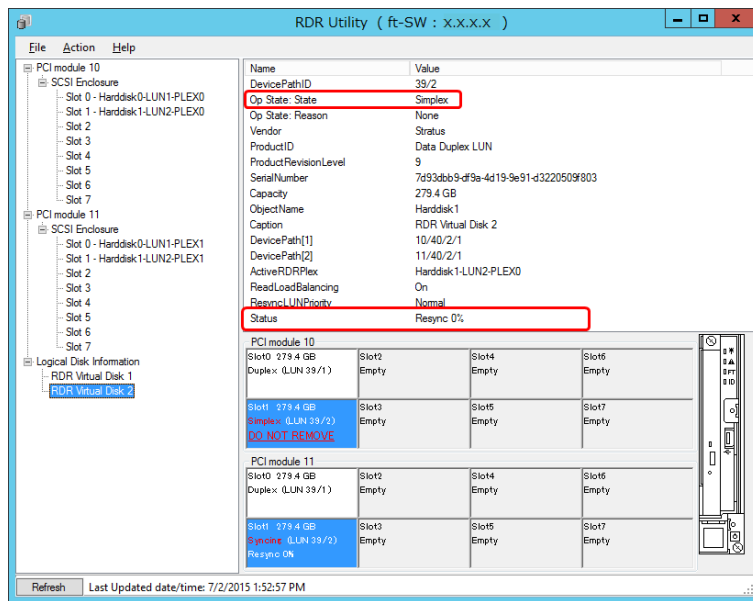 RDR Utility ( ft-SW : x.x.x.x )
File Action Help
PCI module 10
SCSI Enclosure
Slot 0 - Harddisk0-LUN1-PLEX0
Slot 1 - Harddisk1-LUN2-PLEX0
Slot 2
Slot 3
Slot 4
Slot 5
Slot 6
Slot 7
PCI module 11
SCSI Enclosure
Slot 0 - Harddisk0-LUN1-PLEX1
Slot 1 - Harddisk1-LUN2-PLEX1
Slot 2
Slot 3
Slot 4
Slot 5
Slot 6
Slot 7
Logical Disk Information
RDR Virtual Disk 1
RDR Virtual Disk 2
Name Value
DevicePathID 39/2
Op State: State Simplex
Op State: Reason None
Vendor Stratus
ProductID Data Duplex LUN
ProductRevisionLevel 9
SerialNumber 7d93dbb9-df9a-4d19-9e91-d3220509f803
Capacity 279.4 GB
ObjectName Harddisk1
Caption RDR Virtual Disk 2
DevicePath[1] 10/40/2/1
DevicePath[2] 11/40/2/1
ActiveRDRPlex Harddisk1-LUN2-PLEX0
ReadLoadBalancing On
ResyncLUNPriority Normal
Status Resync 0%
PCI module 10
Slot0 279.4 GB Slot2 Slot4 Slot6
Duplex (LUN 39/1) Empty Empty Empty
Slot1 279.4 GB Slot3 Slot5 Slot7
Simplex (LUN 39/2) Empty Empty Empty
DO NOT REMOVE
PCI module 11
Slot0 279.4 GB Slot2 Slot4 Slot6
Duplex (LUN 39/1) Empty Empty Empty
Slot1 279.4 GB Slot3 Slot5 Slot7
Syncing (LUN 39/2) Empty Empty Empty
Resync 0%
FT
ID
Refresh Last Updated date/time: 7/2/2015 1:52:57 PM